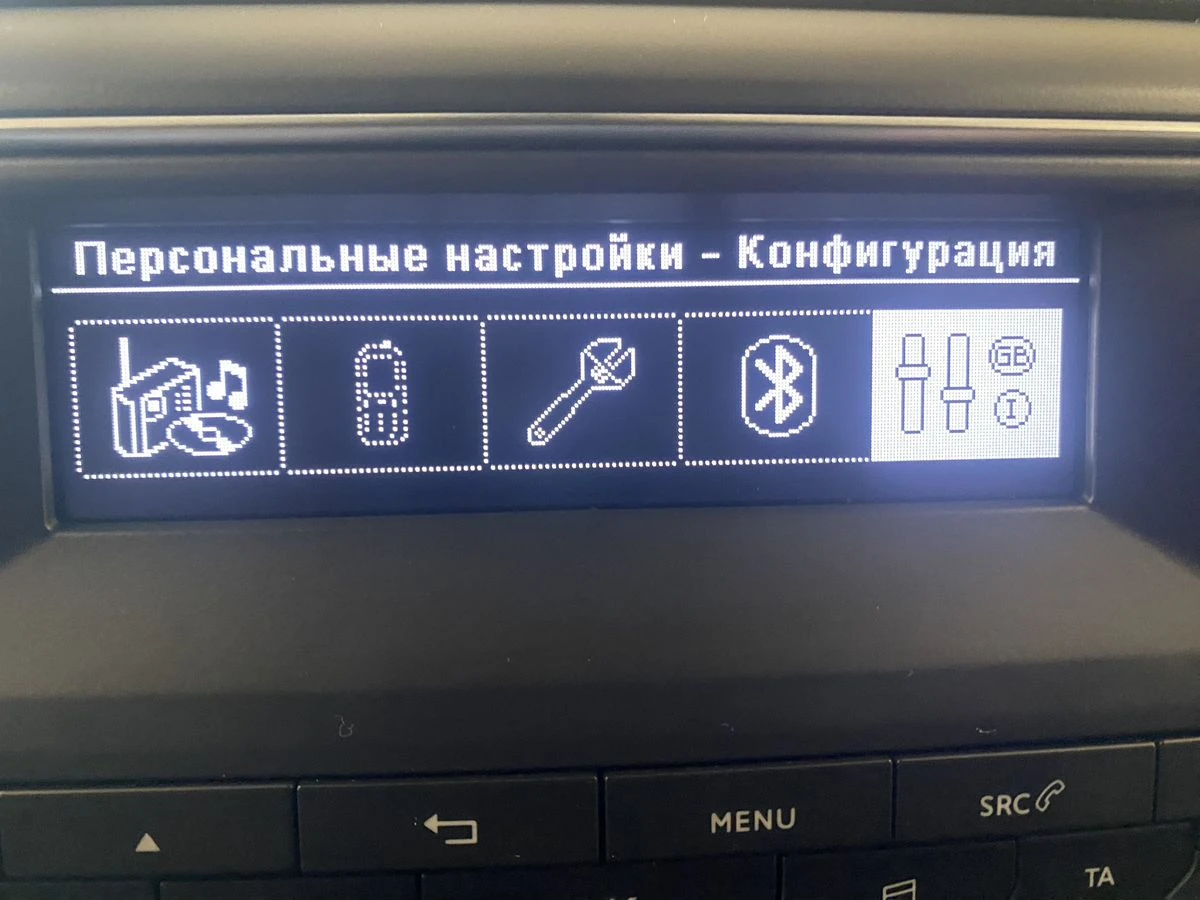 Персональные настройки – Конфигурация
GB
I
MENU
SRC
TA